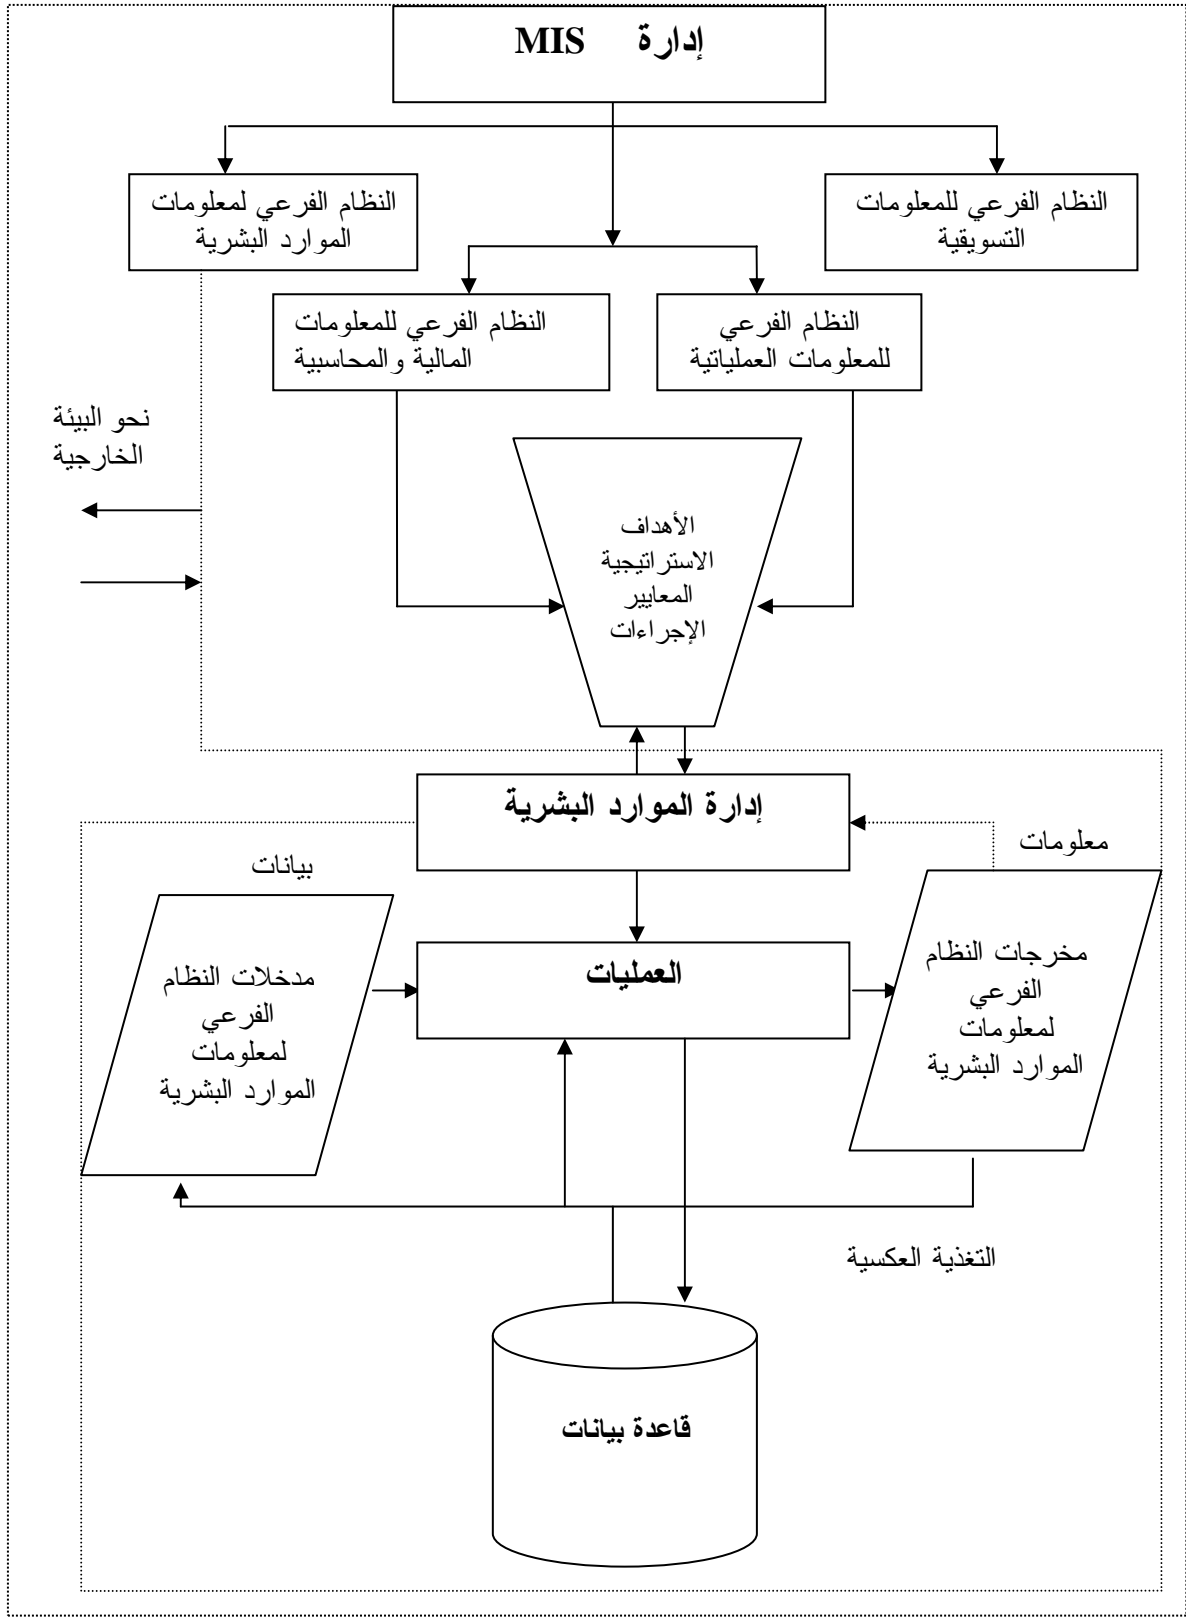 إدارة MIS
النظام الفرعي للمعلومات
التسويقية
النظام الفرعي لمعلومات
الموارد البشرية
النظام الفرعي
للمعلومات العملياتية
النظام الفرعي للمعلومات
المالية والمحاسبية
نحو البيئة
الخارجية
الأهداف
الاستراتيجية
المعايير
الإجراءات
إدارة الموارد البشرية
معلومات
بيانات
مخرجات النظام
الفرعي
لمعلومات
الموارد البشرية
العمليات
مدخلات النظام
الفرعي
لمعلومات
الموارد البشرية
التغذية العكسية
قاعدة بيانات